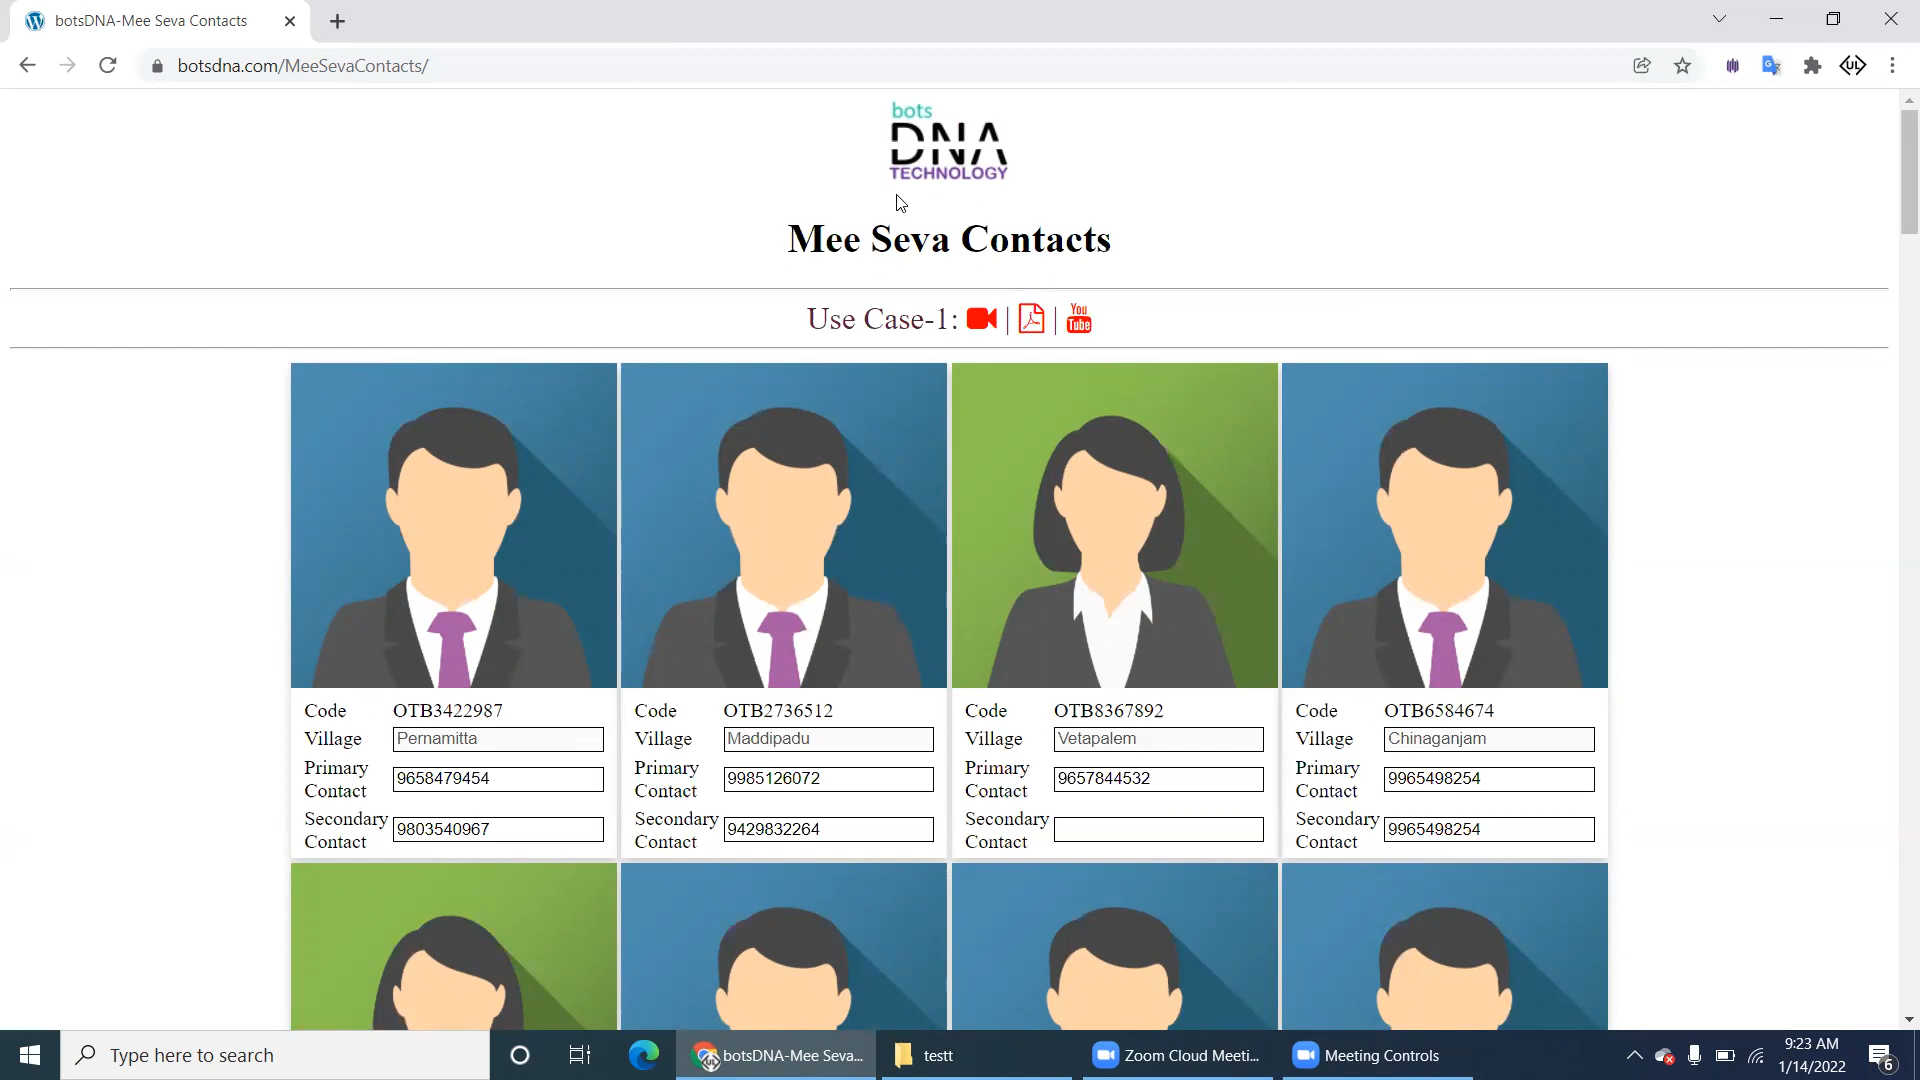 botsDNA-Mee Seva Contacts
botsdna.com/MeeSevaContacts/
bots
DNA
TECHNOLOGY
Mee Seva Contacts
Use Case-1: | | You Tube
Code OTB3422987
Village Pernamitta
Primary Contact 9658479454
Secondary Contact 9803540967
Code OTB2736512
Village Maddipadu
Primary Contact 9985126072
Secondary Contact 9429832264
Code OTB8367892
Village Vetapalem
Primary Contact 9657844532
Secondary Contact
Code OTB6584674
Village Chinaganjam
Primary Contact 9965498254
Secondary Contact 9965498254
Type here to search
botsDNA-Mee Seva...
testt
Zoom Cloud Meeti...
Meeting Controls
9:23 AM
1/14/2022
6